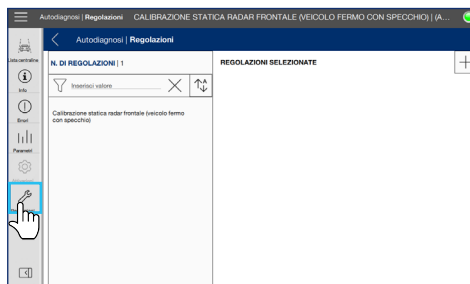 Autodiagnosi | Regolazioni CALIBRAZIONE STATICA RADAR FRONTALE (VEICOLO FERMO CON SPECCHIO) | (A...
Autodiagnosi | Regolazioni
Lista centraline
Info
Errori
Parametri
N. DI REGOLAZIONI | 1
Inserisci valore
Calibrazione statica radar frontale (veicolo fermo
con specchio)
REGOLAZIONI SELEZIONATE